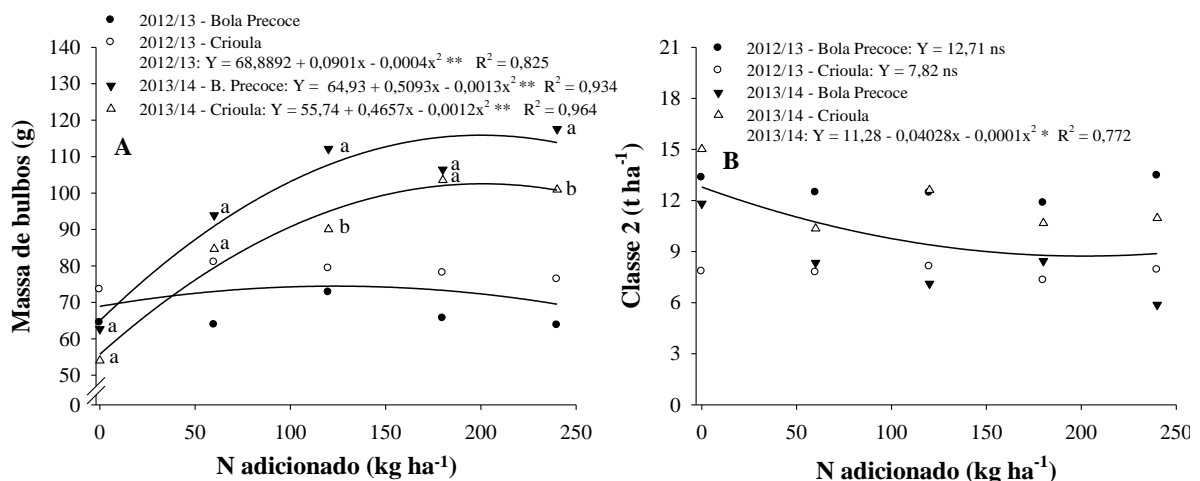 2012/13 - Bola Precoce
2012/13 - Crioula
2012/13: Y = 68,8892 + 0,0901x - 0,0004x² ** R² = 0,825
2013/14 - B. Precoce: Y = 64,93 + 0,5093x - 0,0013x² ** R² = 0,934
2013/14 - Crioula: Y = 55,74 + 0,4657x - 0,0012x² ** R² = 0,964
A
Massa de bulbos (g)
140
130
120
110
100
90
80
70
60
50
0
a
a
a
a
a
a
a
b
a
b
0 50 100 150 200 250
N adicionado (kg ha⁻¹)
2012/13 - Bola Precoce: Y = 12,71 ns
2012/13 - Crioula: Y = 7,82 ns
2013/14 - Bola Precoce
2013/14 - Crioula
2013/14: Y = 11,28 - 0,04028x - 0,0001x² * R² = 0,772
B
Classe 2 (t ha⁻¹)
21
18
15
12
9
6
3
0
0 50 100 150 200 250
N adicionado (kg ha⁻¹)